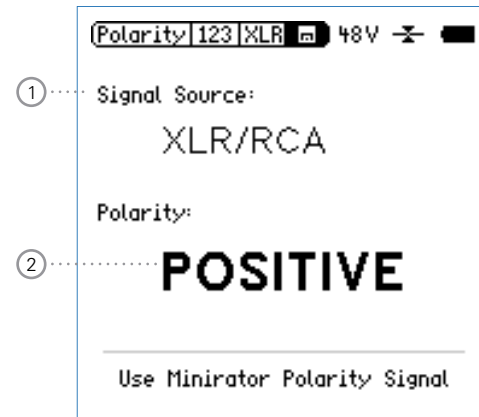 Polarity 123 XLR 48V
1 Signal Source:
XLR/RCA
Polarity:
2 POSITIVE
Use Minirator Polarity Signal